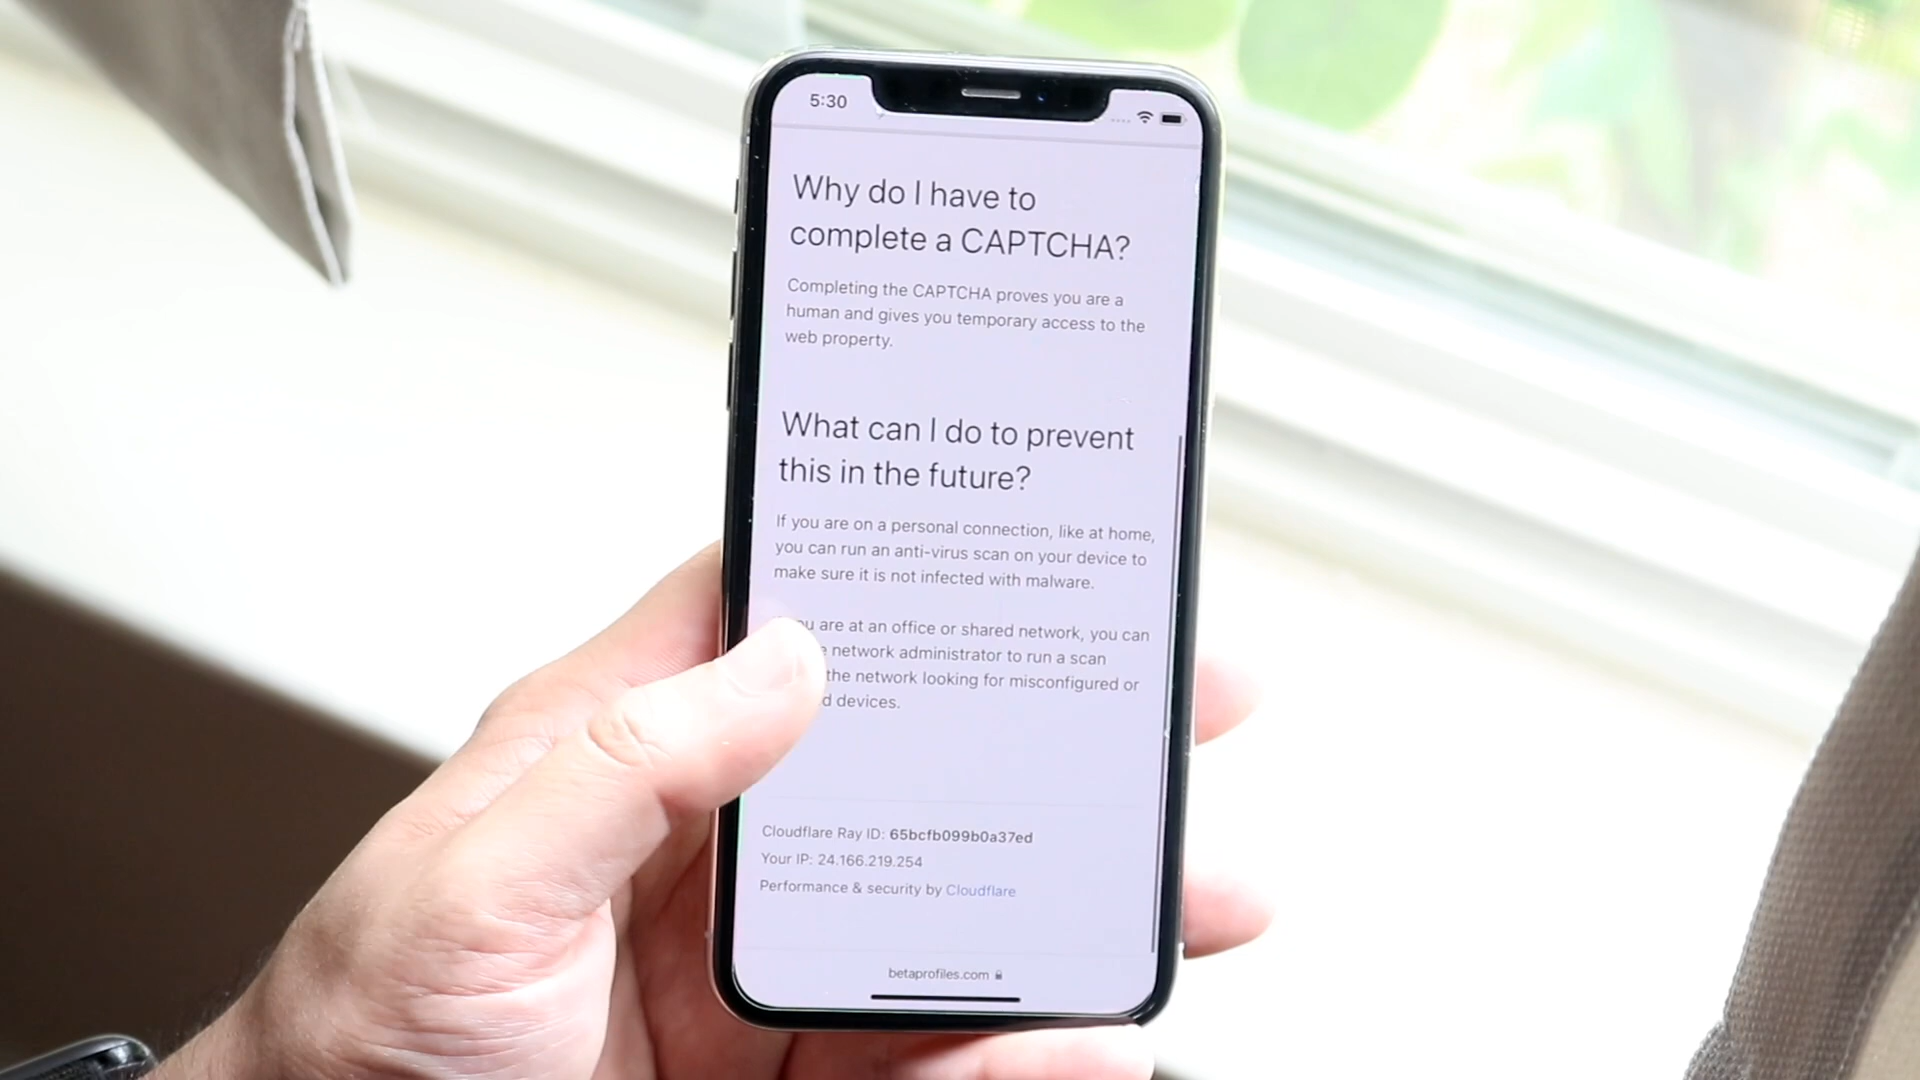 5:30
Why do I have to
complete a CAPTCHA?
Completing the CAPTCHA proves you are a
human and gives you temporary access to the
web property.
What can I do to prevent
this in the future?
If you are on a personal connection, like at home,
you can run an anti-virus scan on your device to
make sure it is not infected with malware.
are at an office or shared network, you can
network administrator to run a scan
the network looking for misconfigured or
devices.
Cloudflare Ray ID: 65bcfb099b0a37ed
Your IP: 24.166.219.254
Performance & security by Cloudflare
betaprofiles.com